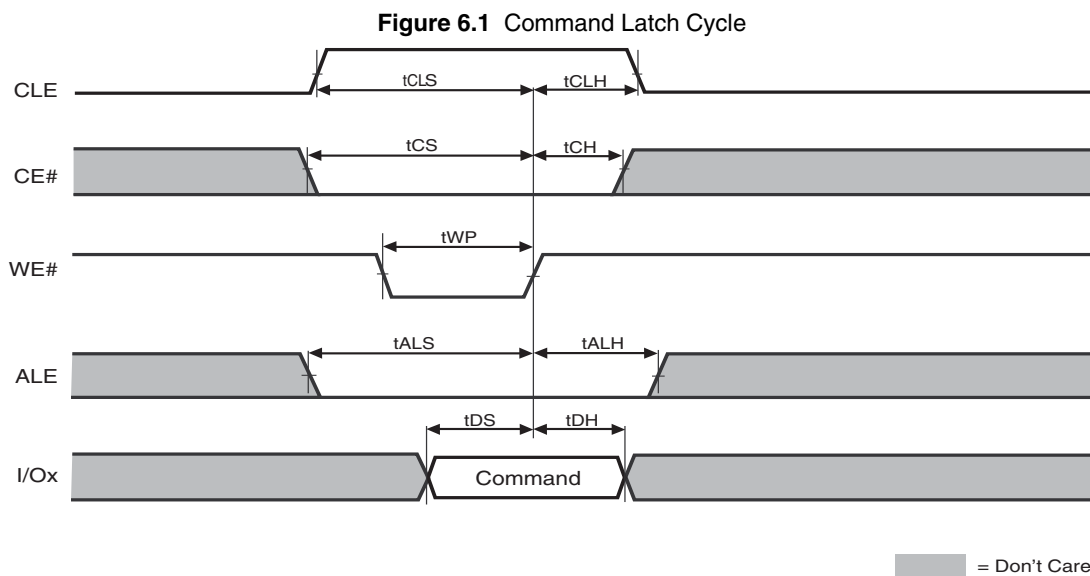 Figure 6.1 Command Latch Cycle
CLE
tCLS
tCLH
CE#
tCS
tCH
WE#
tWP
ALE
tALS
tALH
I/Ox
tDS
tDH
Command
= Don't Care